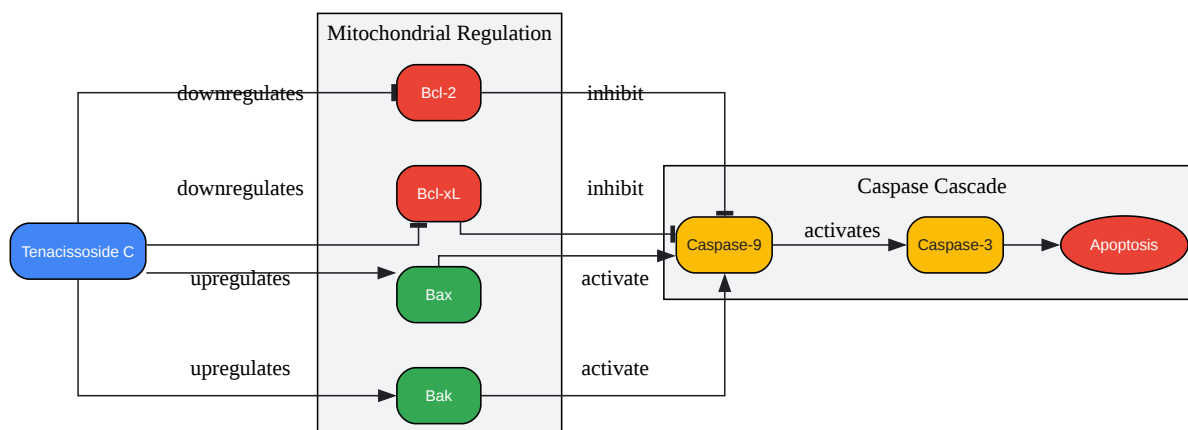 Mitochondrial Regulation
downregulates
Bcl-2
inhibit
downregulates
Bcl-xL
inhibit
Caspase Cascade
Tenacissoside C
Caspase-9
activates
Caspase-3
Apoptosis
upregulates
Bax
activate
upregulates
Bak
activate